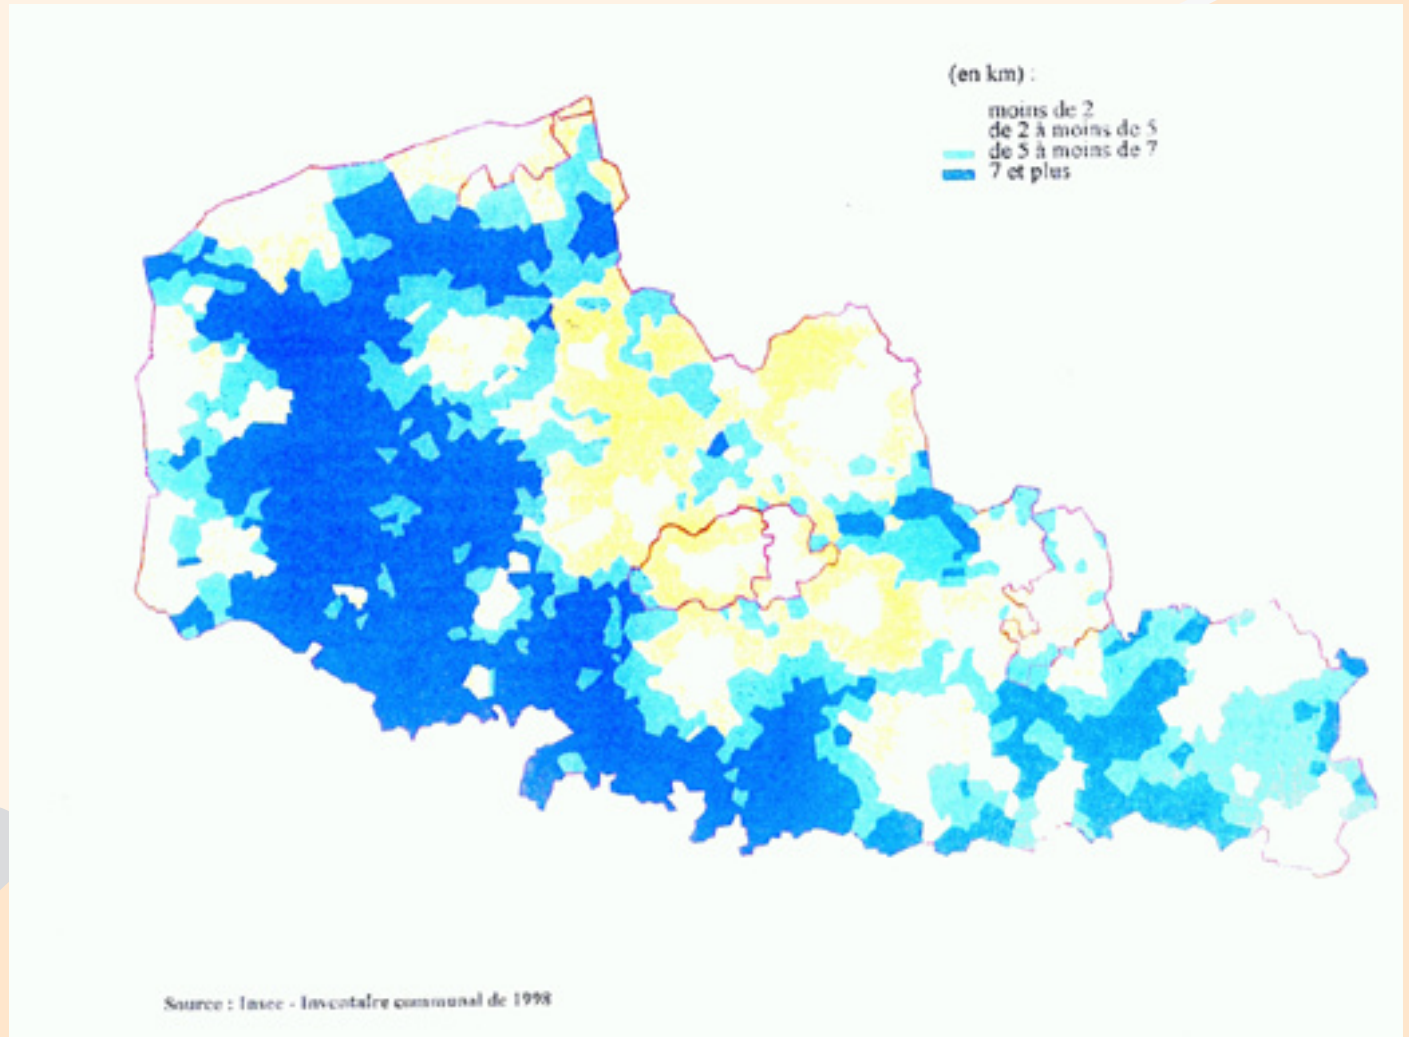 (en km) :
moins de 2
de 2 à moins de 5
de 5 à moins de 7
7 et plus
Source : Insee - Inventaire communal de 1998